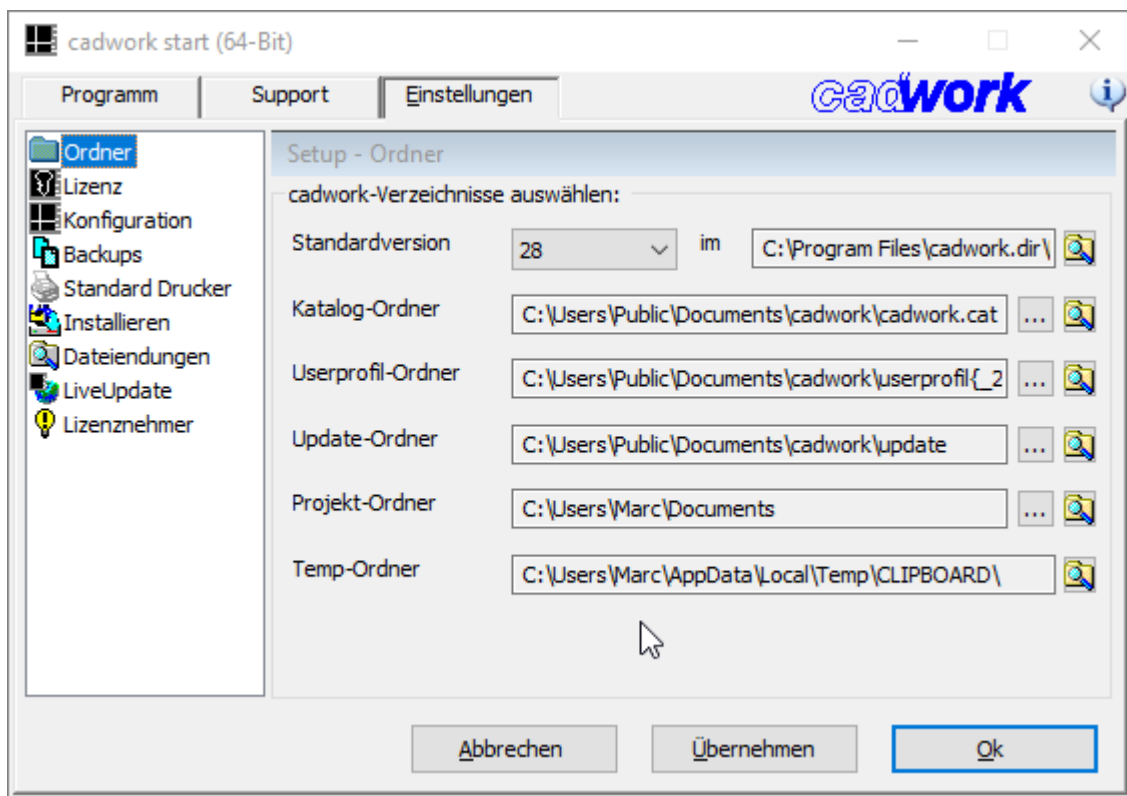 cadwork start (64-Bit)
Programm Support Einstellungen cadwork
Ordner
Lizenz
Konfiguration
Backups
Standard Drucker
Installieren
Dateiendungen
LiveUpdate
Lizenznehmer
Setup - Ordner
cadwork-Verzeichnisse auswählen:
Standardversion 28 im C:\Program Files\cadwork.dir\
Katalog-Ordner C:\Users\Public\Documents\cadwork\cadwork.cat ...
Userprofil-Ordner C:\Users\Public\Documents\cadwork\userprofil{_2 ...
Update-Ordner C:\Users\Public\Documents\cadwork\update ...
Projekt-Ordner C:\Users\Marc\Documents ...
Temp-Ordner C:\Users\Marc\AppData\Local\Temp\CLIPBOARD\
Abbrechen Übernehmen Ok